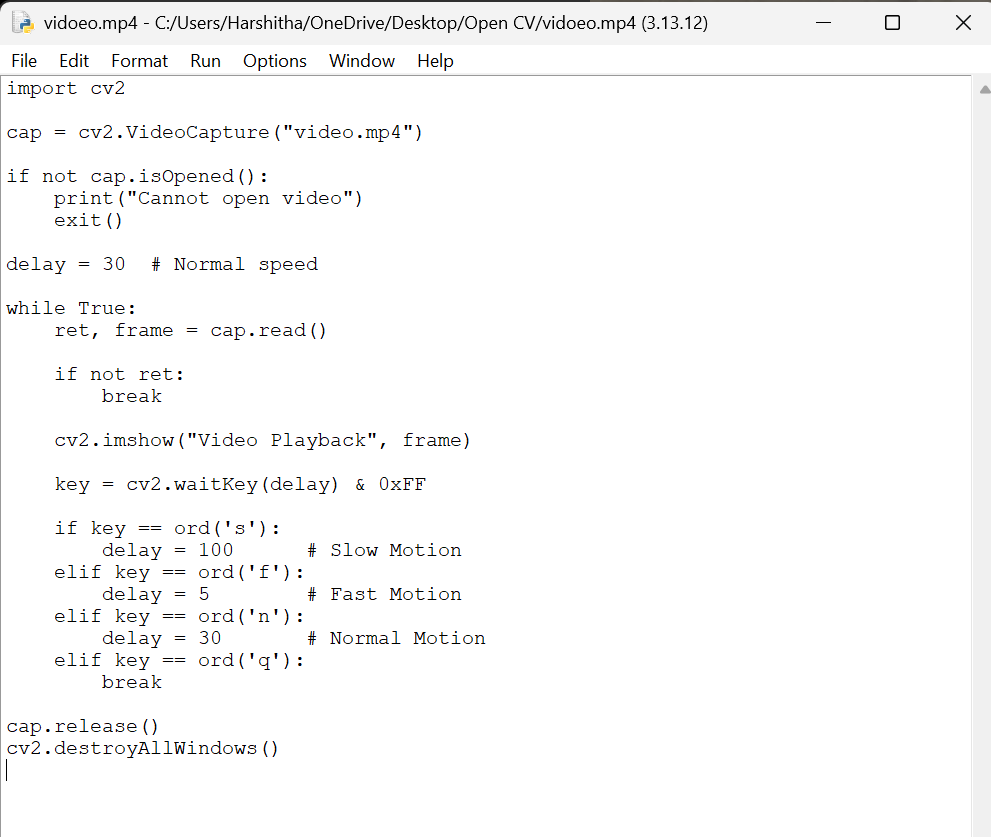 vidoeo.mp4 - C:/Users/Harshitha/OneDrive/Desktop/Open CV/vidoeo.mp4 (3.13.12)
File Edit Format Run Options Window Help
import cv2

cap = cv2.VideoCapture("video.mp4")

if not cap.isOpened():
    print("Cannot open video")
    exit()

delay = 30  # Normal speed

while True:
    ret, frame = cap.read()

    if not ret:
        break

    cv2.imshow("Video Playback", frame)

    key = cv2.waitKey(delay) & 0xFF

    if key == ord('s'):
        delay = 100      # Slow Motion
    elif key == ord('f'):
        delay = 5        # Fast Motion
    elif key == ord('n'):
        delay = 30       # Normal Motion
    elif key == ord('q'):
        break

cap.release()
cv2.destroyAllWindows()